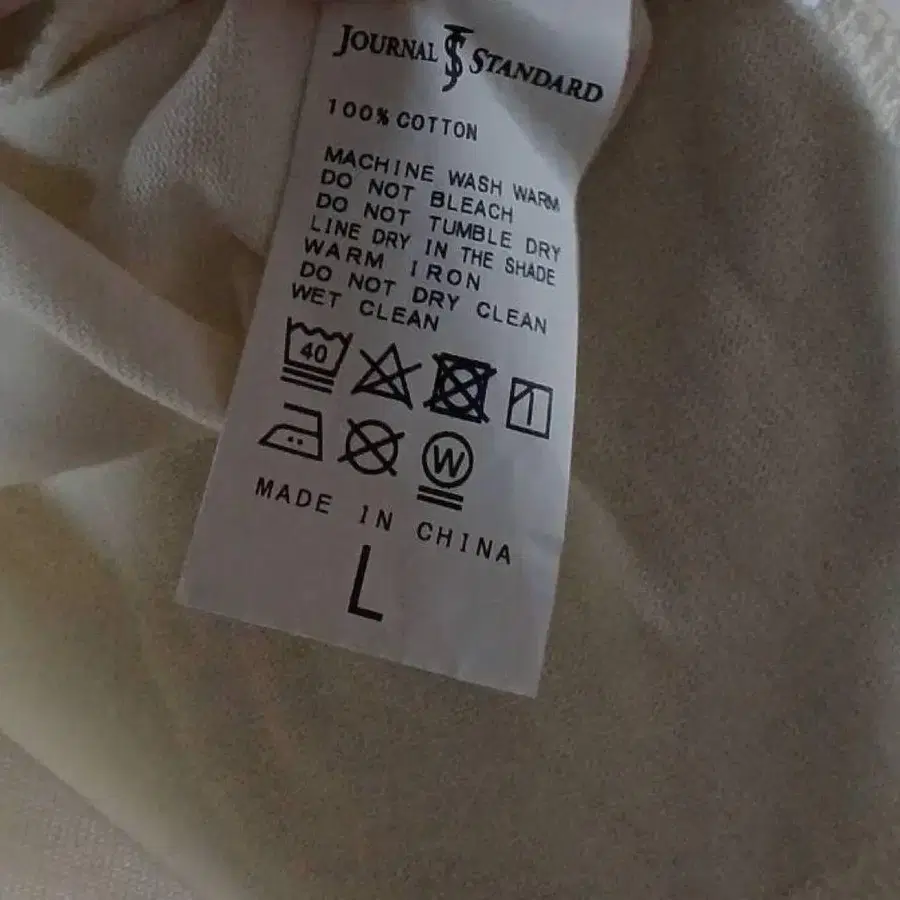 JOURNAL JS STANDARD
100% COTTON
MACHINE WASH WARM
DO NOT BLEACH
DO NOT TUMBLE DRY
LINE DRY IN THE SHADE
WARM IRON
DO NOT DRY CLEAN
WET CLEAN
40
W
MADE IN CHINA
L